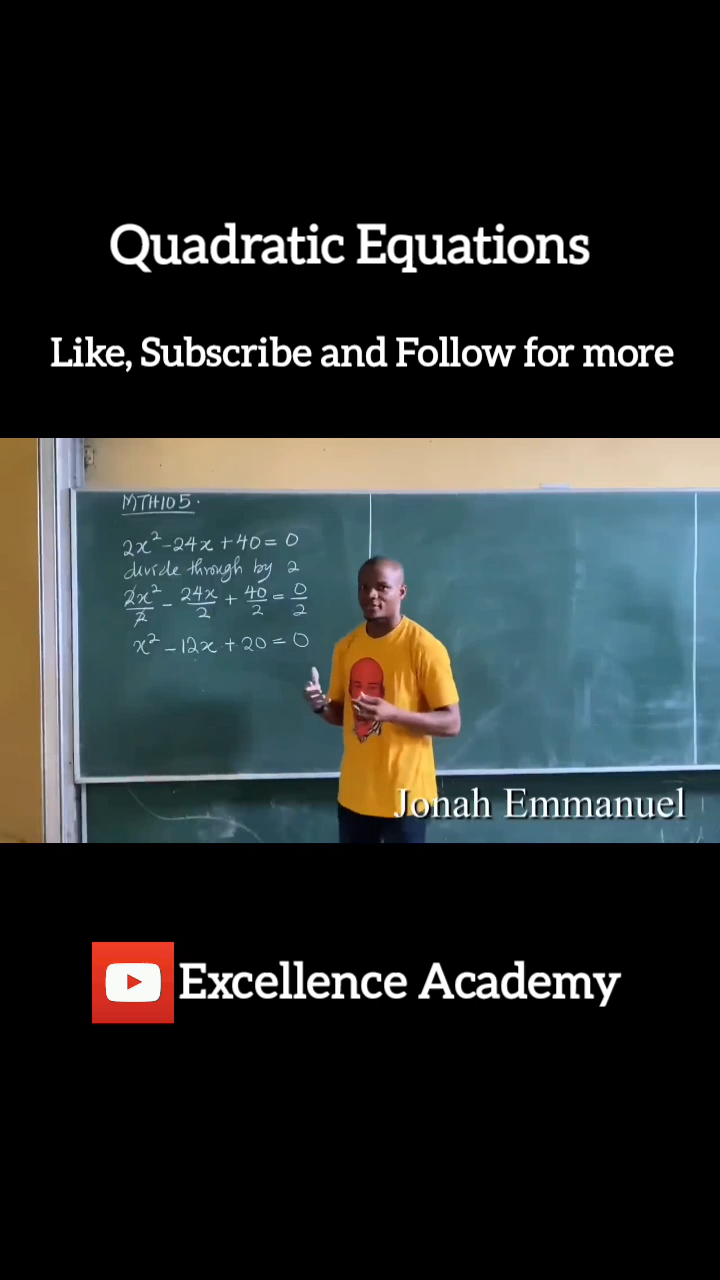 Quadratic Equations
Like, Subscribe and Follow for more
MTH105.
2x² - 24x + 40 = 0
divide through by 2
2x²/2 - 24x/2 + 40/2 = 0/2
x² - 12x + 20 = 0
Jonah Emmanuel
Excellence Academy